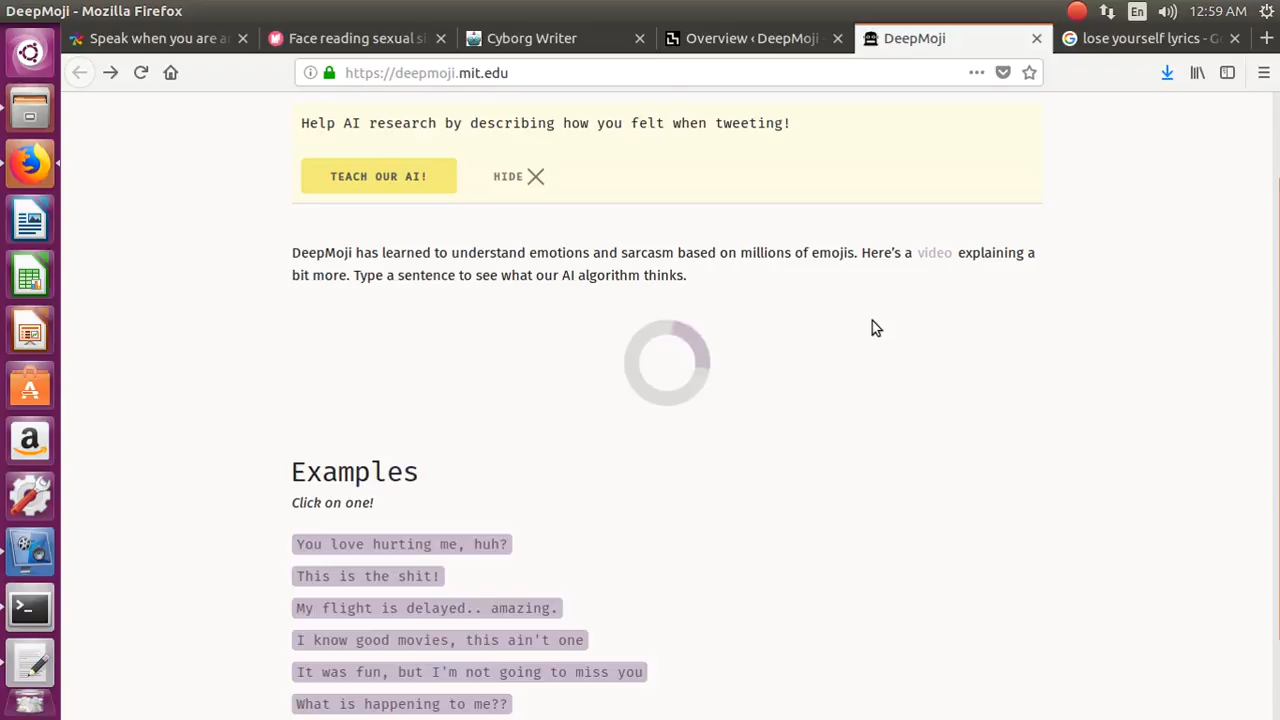 DeepMoji - Mozilla Firefox
En
12:59 AM
Speak when you are a
Face reading sexual si
Cyborg Writer
Overview ‹ DeepMoji -
DeepMoji
lose yourself lyrics - G
https://deepmoji.mit.edu
Help AI research by describing how you felt when tweeting!
TEACH OUR AI!
HIDE
DeepMoji has learned to understand emotions and sarcasm based on millions of emojis. Here's a video explaining a
bit more. Type a sentence to see what our AI algorithm thinks.
Examples
Click on one!
You love hurting me, huh?
This is the shit!
My flight is delayed.. amazing.
I know good movies, this ain't one
It was fun, but I'm not going to miss you
What is happening to me??